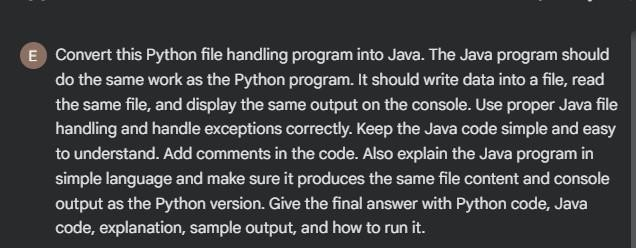 E
Convert this Python file handling program into Java. The Java program should
do the same work as the Python program. It should write data into a file, read
the same file, and display the same output on the console. Use proper Java file
handling and handle exceptions correctly. Keep the Java code simple and easy
to understand. Add comments in the code. Also explain the Java program in
simple language and make sure it produces the same file content and console
output as the Python version. Give the final answer with Python code, Java
code, explanation, sample output, and how to run it.